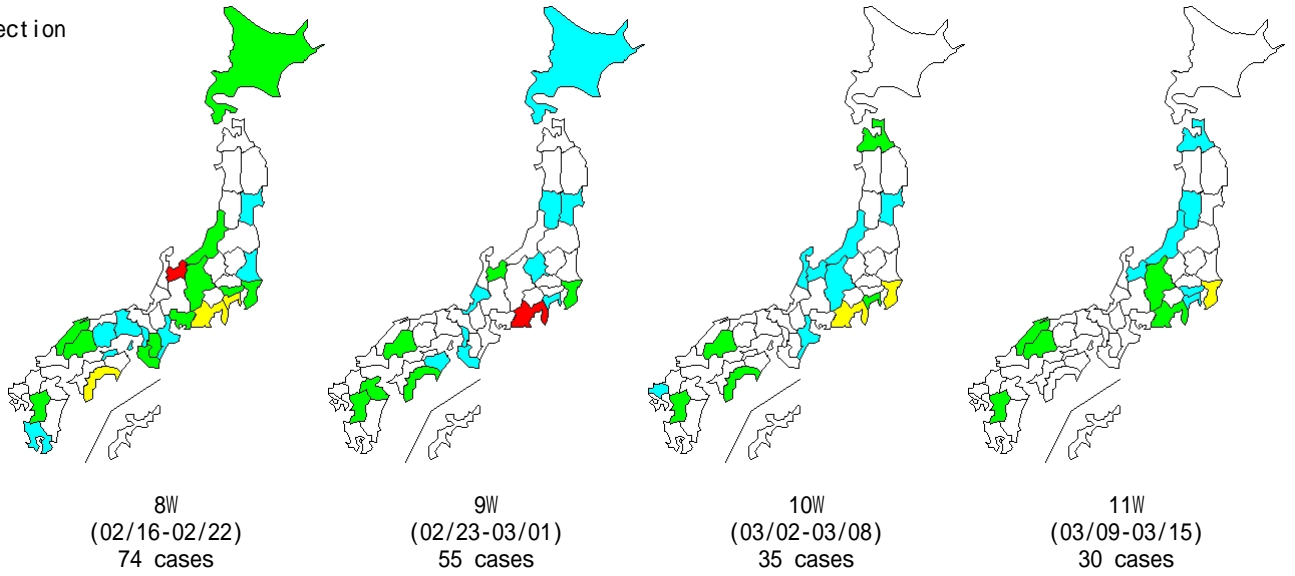 ection
8W
(02/16-02/22)
74 cases
9W
(02/23-03/01)
55 cases
10W
(03/02-03/08)
35 cases
11W
(03/09-03/15)
30 cases